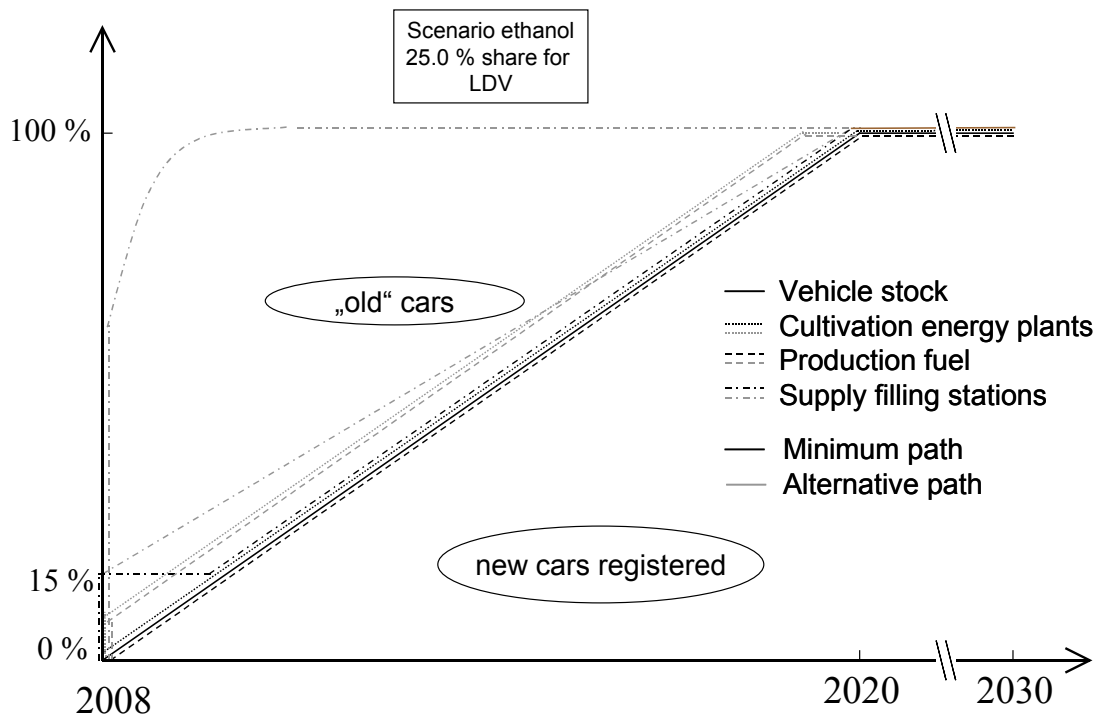 Scenario ethanol
25.0 % share for
LDV
100 %
„old“ cars
Vehicle stock
Cultivation energy plants
Production fuel
Supply filling stations
Minimum path
Alternative path
new cars registered
15 %
0 %
2008
2020
2030